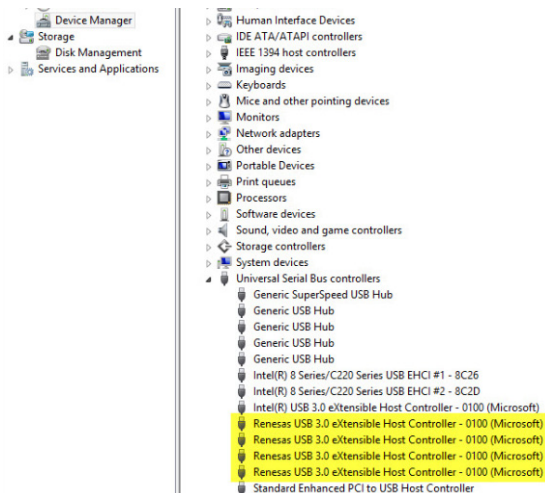 Device Manager
Storage
Disk Management
Services and Applications
Human Interface Devices
IDE ATA/ATAPI controllers
IEEE 1394 host controllers
Imaging devices
Keyboards
Mice and other pointing devices
Monitors
Network adapters
Other devices
Portable Devices
Print queues
Processors
Software devices
Sound, video and game controllers
Storage controllers
System devices
Universal Serial Bus controllers
Generic SuperSpeed USB Hub
Generic USB Hub
Generic USB Hub
Generic USB Hub
Generic USB Hub
Intel(R) 8 Series/C220 Series USB EHCI #1 - 8C26
Intel(R) 8 Series/C220 Series USB EHCI #2 - 8C2D
Intel(R) USB 3.0 eXtensible Host Controller - 0100 (Microsoft)
Renesas USB 3.0 eXtensible Host Controller - 0100 (Microsoft)
Renesas USB 3.0 eXtensible Host Controller - 0100 (Microsoft)
Renesas USB 3.0 eXtensible Host Controller - 0100 (Microsoft)
Renesas USB 3.0 eXtensible Host Controller - 0100 (Microsoft)
Standard Enhanced PCI to USB Host Controller